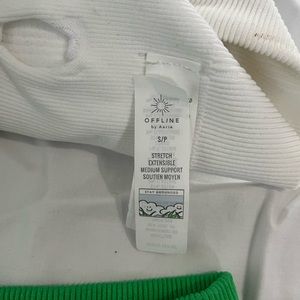 OFFLINE
by Aerie
S/P
STRETCH
EXTENSIBLE
MEDIUM SUPPORT
SOUTIEN MOYEN
STAY GROUNDED